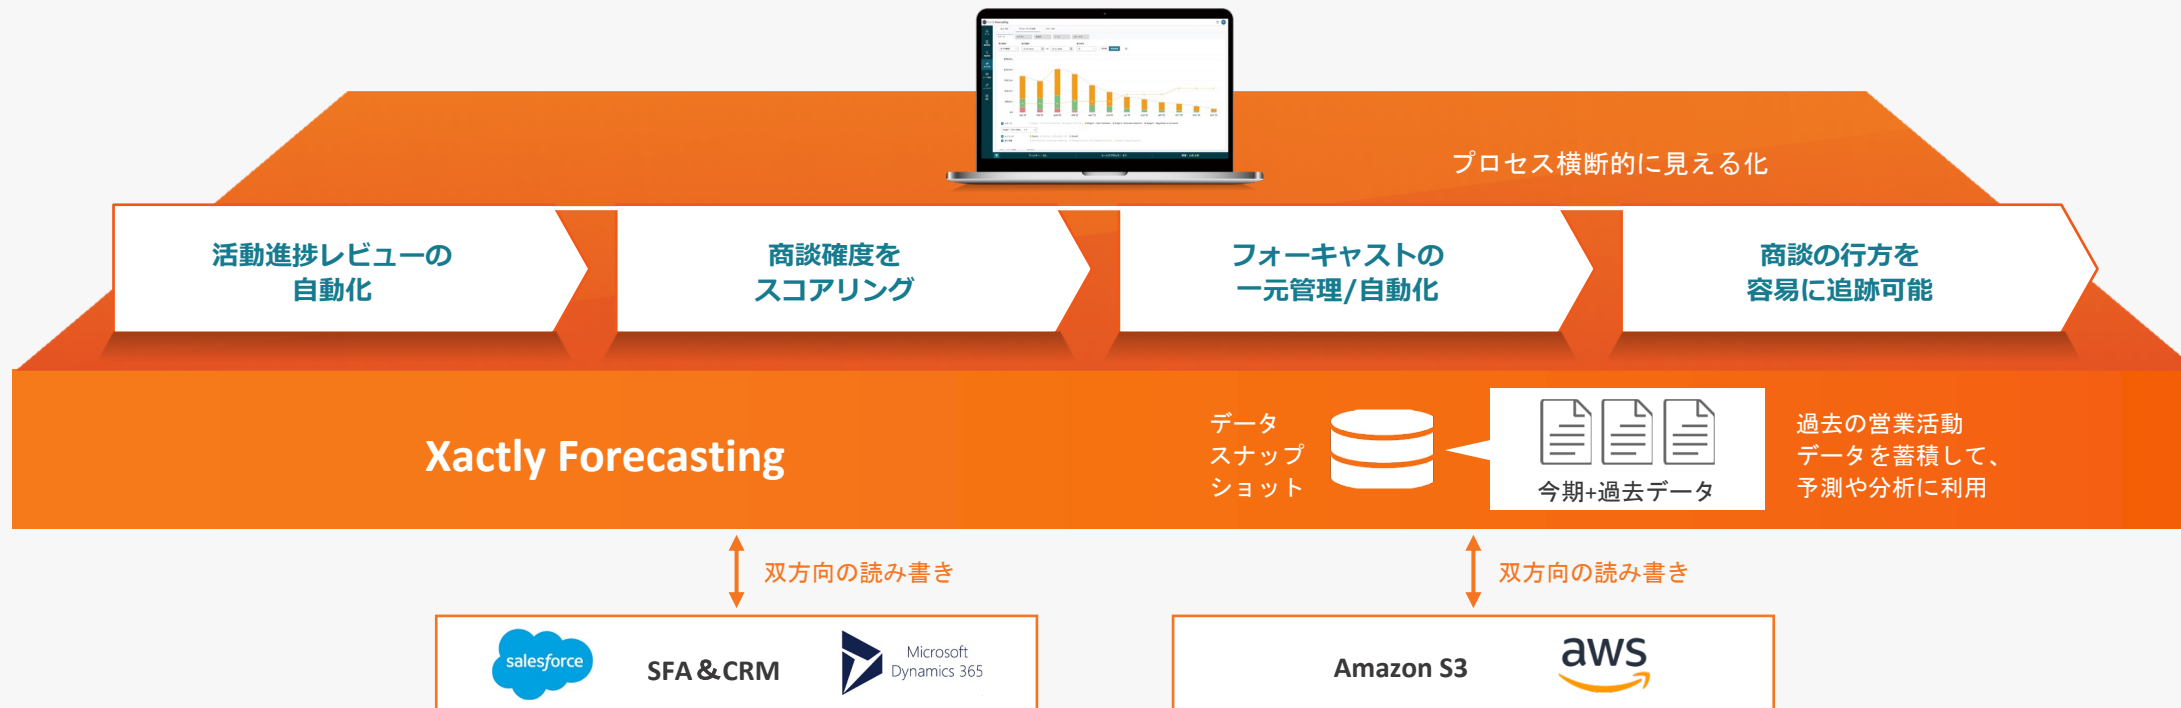 プロセス横断的に見える化
活動進捗レビューの
自動化
商談確度を
スコアリング
フォーキャストの
一元管理/自動化
商談の行方を
容易に追跡可能
Xactly Forecasting
データ
スナップ
ショット
今期+過去データ
過去の営業活動
データを蓄積して、
予測や分析に利用
双方向の読み書き
双方向の読み書き
salesforce
SFA＆CRM
Microsoft
Dynamics 365
Amazon S3
aws